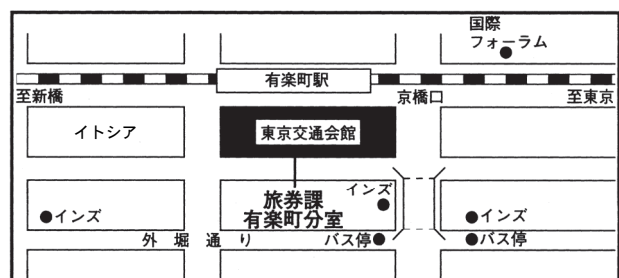 国際
フォーラム
有楽町駅
至新橋
京橋口
至東京
イトシア
東京交通会館
旅券課
有楽町分室
インズ
インズ
インズ
外堀通り
バス停
バス停